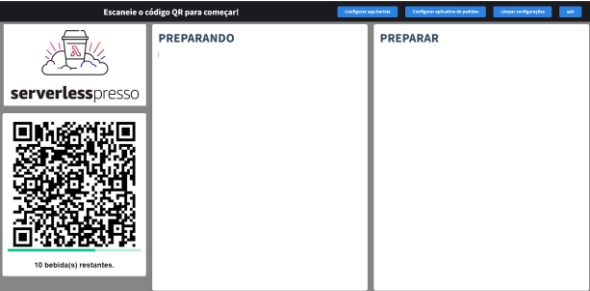 Escaneie o código QR para começar!
Configurar app barista
Configurar aplicativo de pedidos
Limpar configurações
exit
serverlesspresso
10 bebida(s) restantes.
PREPARANDO
PREPARAR